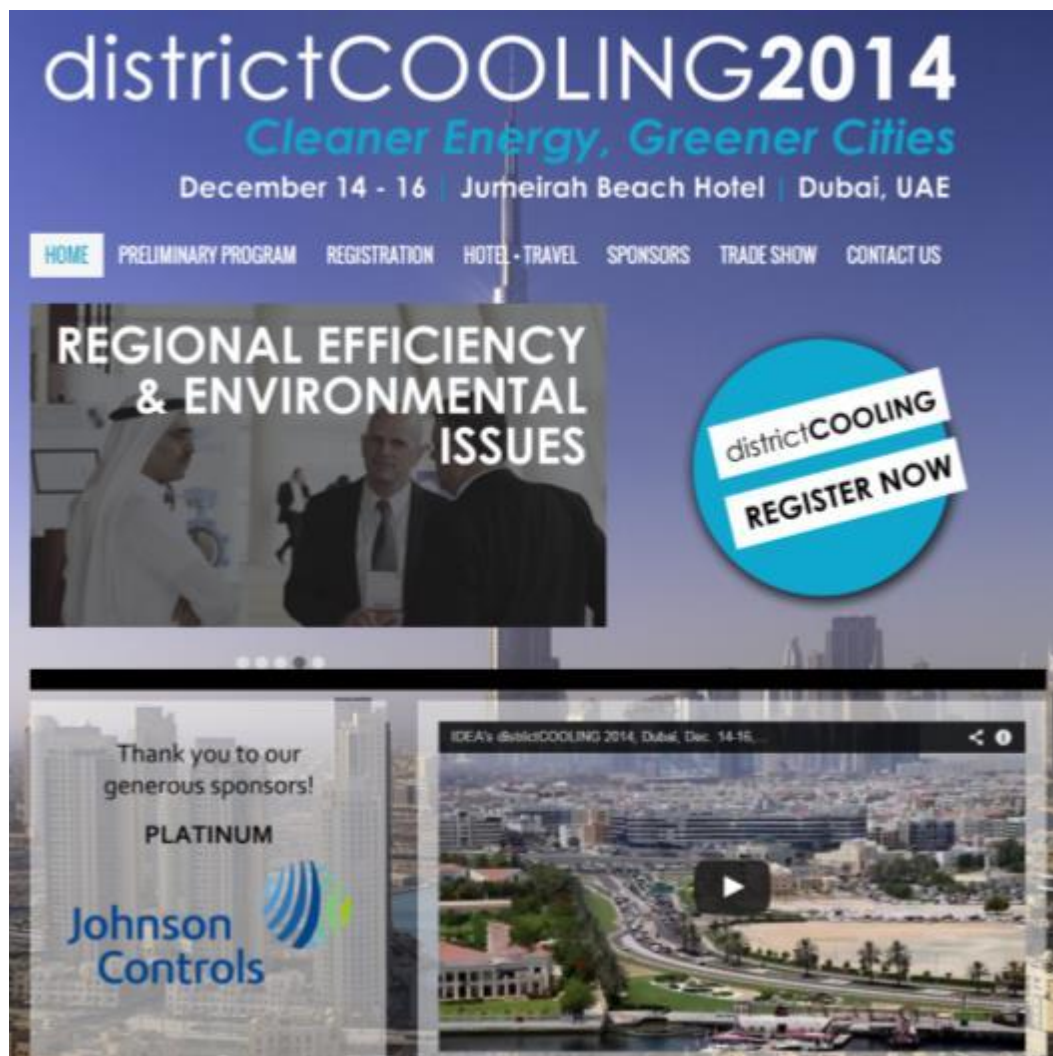 districtCOOLING2014
Cleaner Energy, Greener Cities
December 14 - 16 | Jumeirah Beach Hotel | Dubai, UAE
HOME PRELIMINARY PROGRAM REGISTRATION HOTEL • TRAVEL SPONSORS TRADE SHOW CONTACT US
REGIONAL EFFICIENCY
& ENVIRONMENTAL
ISSUES
districtCOOLING
REGISTER NOW
Thank you to our
generous sponsors!
PLATINUM
Johnson
Controls
IDEA's districtCOOLING 2014, Dubai, Dec. 14-16,...